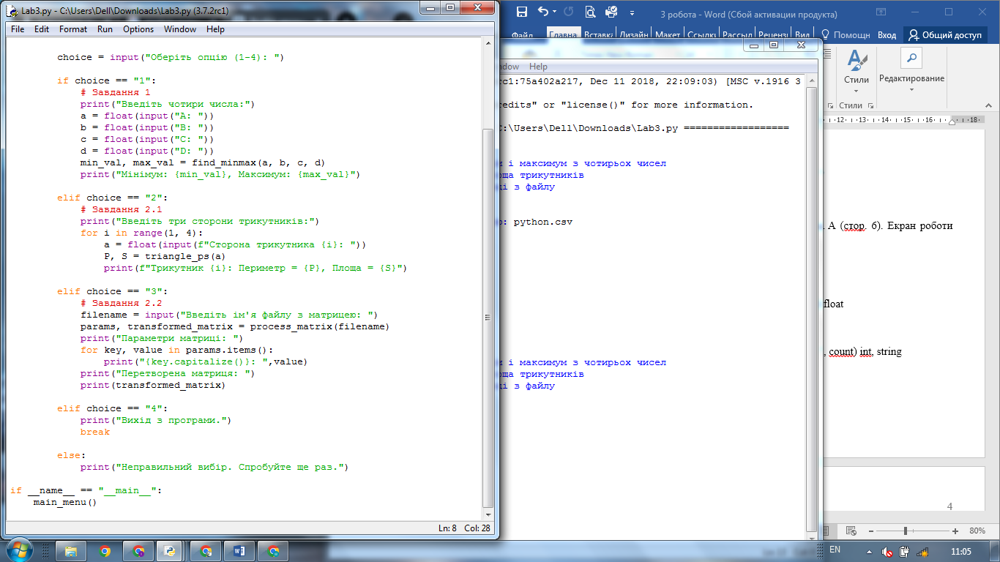 Lab3.py - C:\Users\Dell\Downloads\Lab3.py (3.7.2rc1)
File Edit Format Run Options Window Help
choice = input("Оберіть опцію (1-4): ")
if choice == "1":
# Завдання 1
print("Введіть чотири числа:")
a = float(input("A: "))
b = float(input("B: "))
c = float(input("C: "))
d = float(input("D: "))
min_val, max_val = find_minmax(a, b, c, d)
print("Мінімум: {min_val}, Максимум: {max_val}")
elif choice == "2":
# Завдання 2.1
print("Введіть три сторони трикутників:")
for i in range(1, 4):
a = float(input(f"Сторона трикутника {i}: "))
P, S = triangle_ps(a)
print(f"Трикутник {i}: Периметр = {P}, Площа = {S}")
elif choice == "3":
# Завдання 2.2
filename = input("Введіть ім'я файлу з матрицею: ")
params, transformed_matrix = process_matrix(filename)
print("Параметри матриці: ")
for key, value in params.items():
print("{key.capitalize()}: ",value)
print("Перетворена матриця: ")
print(transformed_matrix)
elif choice == "4":
print("Вихід з програми.")
break
else:
print("Неправильний вибір. Спробуйте ще раз.")
if __name__ == "__main__":
main_menu()
Ln: 8 Col: 28
ndow Help
rc1:75a402a217, Dec 11 2018, 22:09:03) [MSC v.1916 3
redits" or "license()" for more information.
C:\Users\Dell\Downloads\Lab3.py ==================
м і максимум з чотирьох чисел
оща трикутників
ці з файлу
ю: python.csv
м і максимум з чотирьох чисел
оща трикутників
ці з файлу
3 робота - Word (Сбой активации продукта)
Файл Главна Вставка Дизайн Макет Ссылки Рассыл Реценз Вид Помощн Вход Общий доступ
Стили Редактирование
Стили
12 13 14 15 16 18
А (стор. 6). Екран роботи
float
, count) int, string
4
80%
EN 11:05